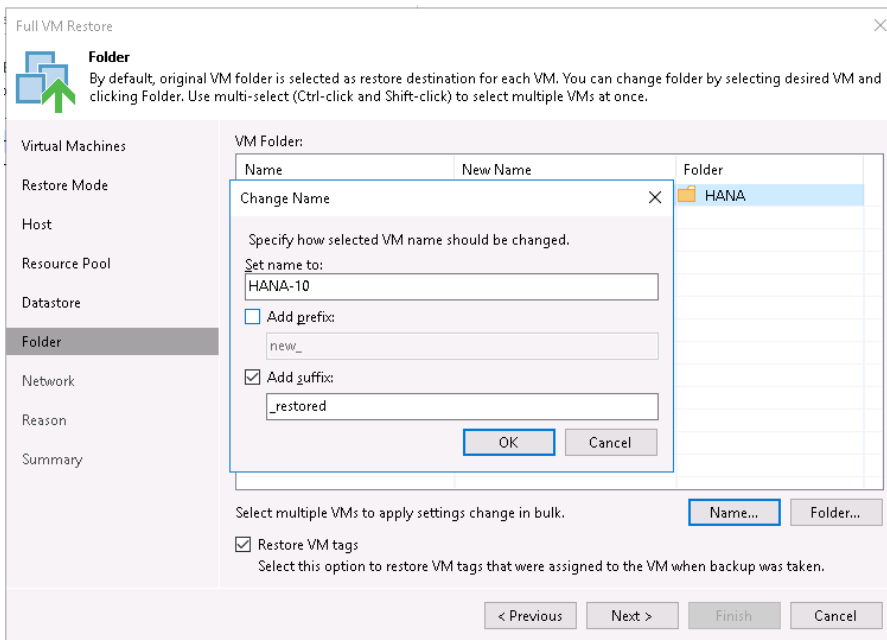 Full VM Restore
Folder
By default, original VM folder is selected as restore destination for each VM. You can change folder by selecting desired VM and
clicking Folder. Use multi-select (Ctrl-click and Shift-click) to select multiple VMs at once.
Virtual Machines
Restore Mode
Host
Resource Pool
Datastore
Folder
Network
Reason
Summary
VM Folder:
Name New Name Folder
HANA
Change Name
Specify how selected VM name should be changed.
Set name to:
HANA-10
Add prefix:
new_
Add suffix:
_restored
OK Cancel
Select multiple VMs to apply settings change in bulk.
Name... Folder...
Restore VM tags
Select this option to restore VM tags that were assigned to the VM when backup was taken.
< Previous Next > Finish Cancel